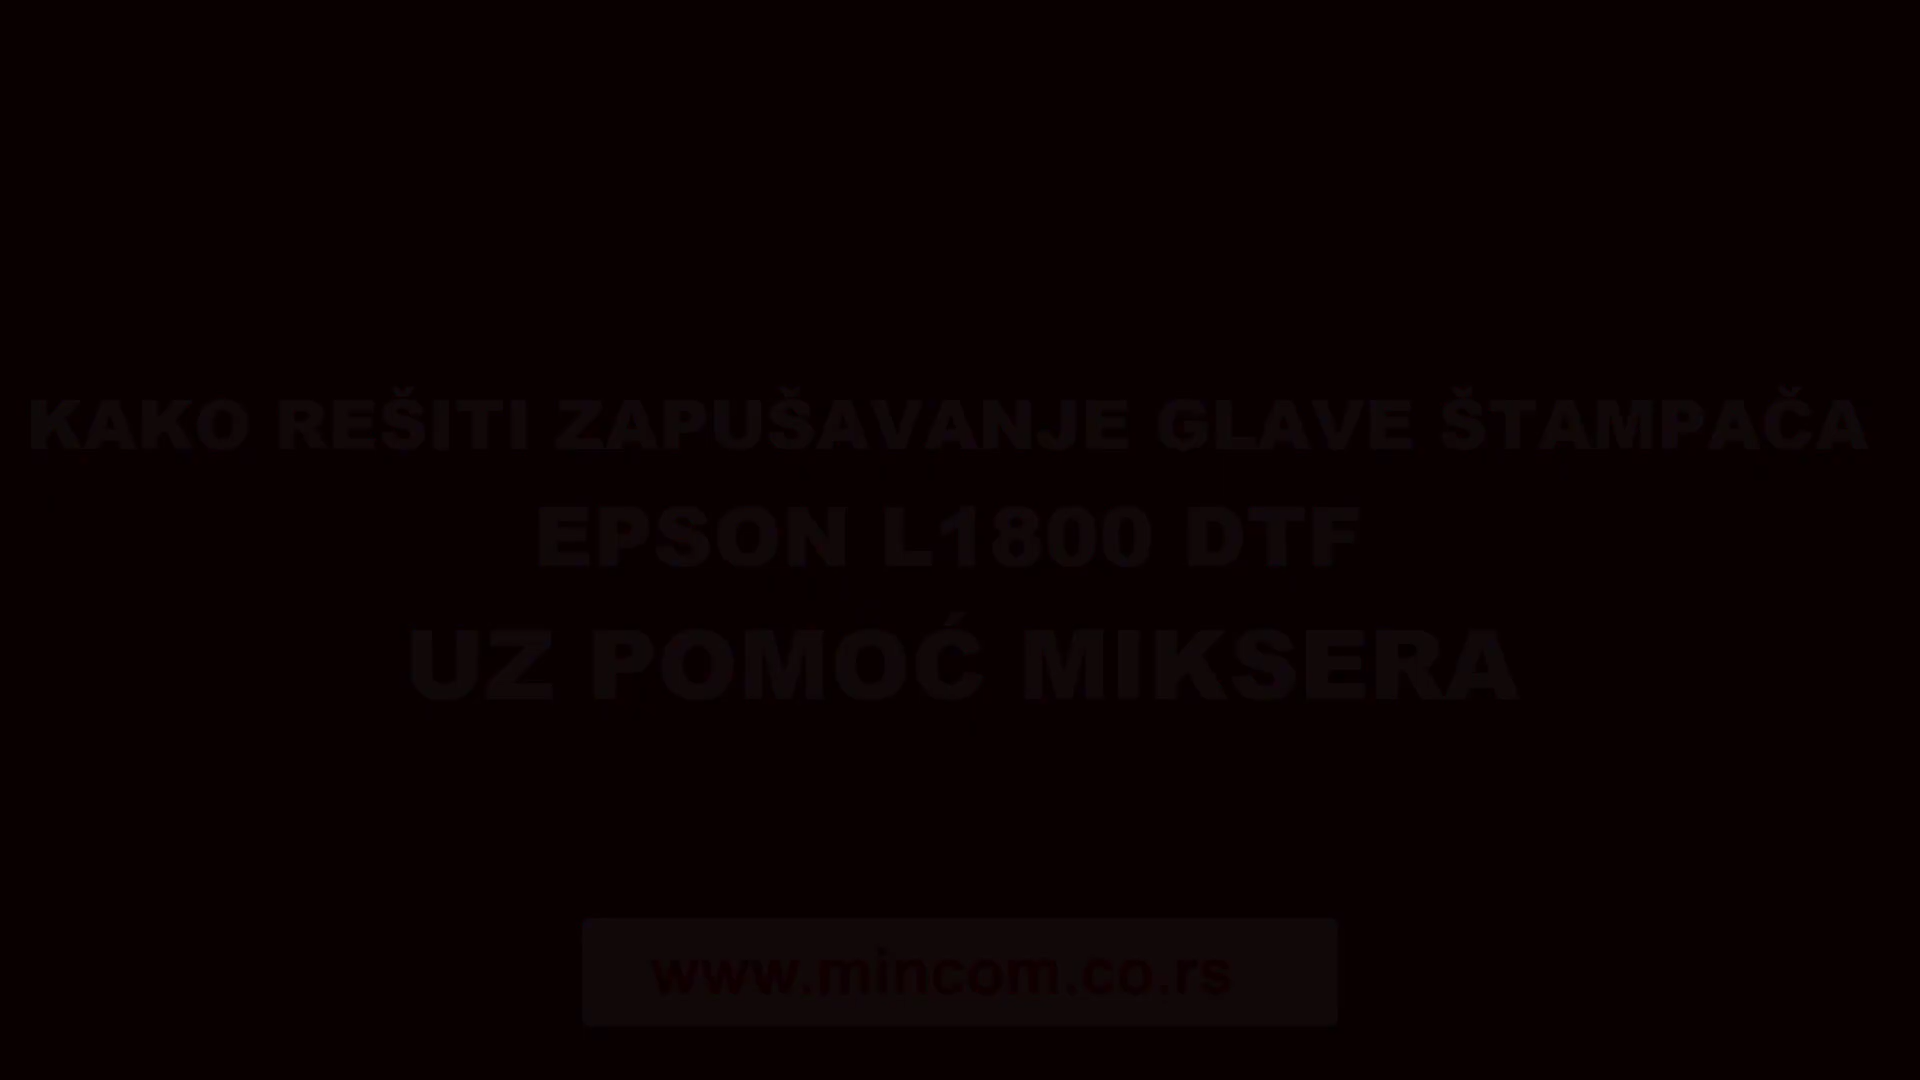 KAKO REŠITI ZAPUŠAVANJE GLAVE ŠTAMPAČA
EPSON L1800 DTF
UZ POMOĆ MIKSERA
www.mincom.co.rs